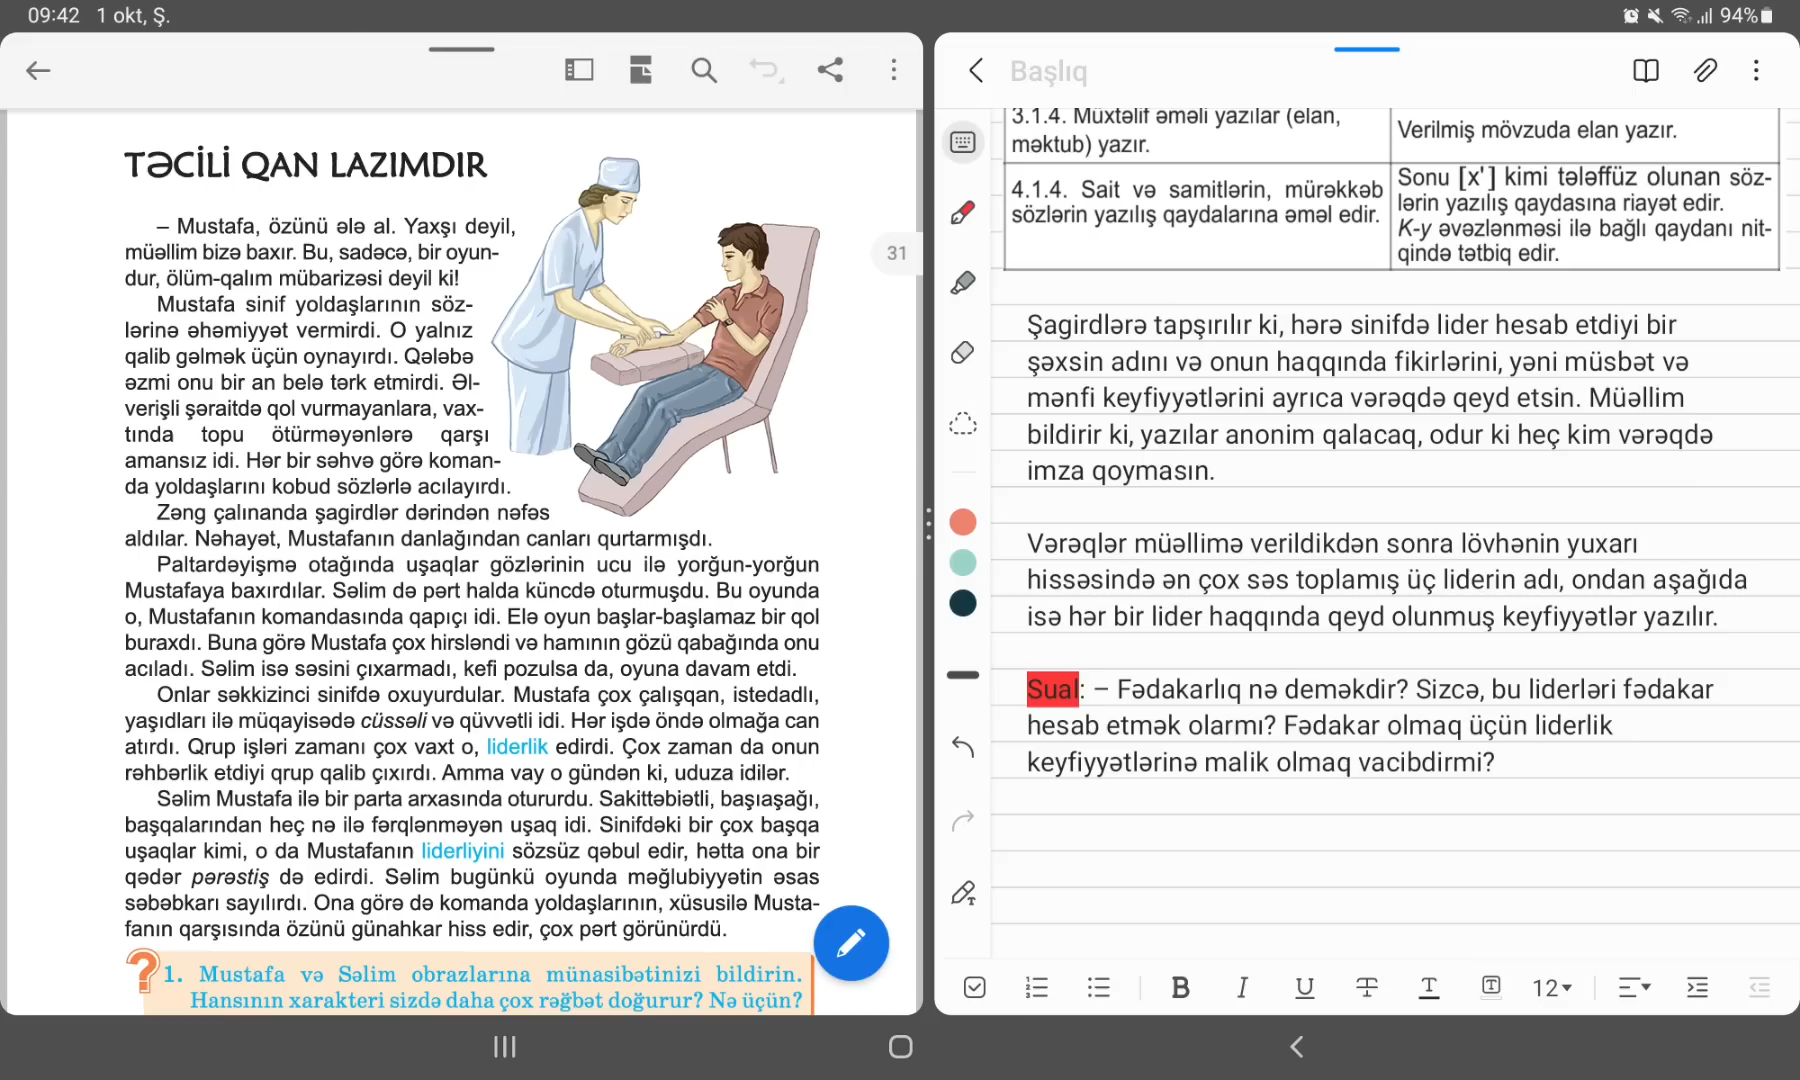 09:42 1 okt, Ş.
94%
TƏCİLİ QAN LAZIMDIR
– Mustafa, özünü ələ al. Yaxşı deyil,
müəllim bizə baxır. Bu, sadəcə, bir oyun-
dur, ölüm-qalım mübarizəsi deyil ki!
Mustafa sinif yoldaşlarının söz-
lərinə əhəmiyyət vermirdi. O yalnız
qalib gəlmək üçün oynayırdı. Qələbə
əzmi onu bir an belə tərk etmirdi. Əl-
verişli şəraitdə qol vurmayanlara, vax-
tında topu ötürməyənlərə qarşı
amansız idi. Hər bir səhvə görə koman-
da yoldaşlarını kobud sözlərlə acılayırdı.
Zəng çalınanda şagirdlər dərindən nəfəs
aldılar. Nəhayət, Mustafanın danlağından canları qurtarmışdı.
Paltardəyişmə otağında uşaqlar gözlərinin ucu ilə yorğun-yorğun
Mustafaya baxırdılar. Səlim də pərt halda küncdə oturmuşdu. Bu oyunda
o, Mustafanın komandasında qapıçı idi. Elə oyun başlar-başlamaz bir qol
buraxdı. Buna görə Mustafa çox hirsləndi və hamının gözü qabağında onu
acıladı. Səlim isə səsini çıxarmadı, kefi pozulsa da, oyuna davam etdi.
Onlar səkkizinci sinifdə oxuyurdular. Mustafa çox çalışqan, istedadlı,
yaşıdları ilə müqayisədə cüssəli və qüvvətli idi. Hər işdə öndə olmağa can
atırdı. Qrup işləri zamanı çox vaxt o, liderlik edirdi. Çox zaman da onun
rəhbərlik etdiyi qrup qalib çıxırdı. Amma vay o gündən ki, uduza idilər.
Səlim Mustafa ilə bir parta arxasında otururdu. Sakittəbiətli, başıaşağı,
başqalarından heç nə ilə fərqlənməyən uşaq idi. Sinifdəki bir çox başqa
uşaqlar kimi, o da Mustafanın liderliyini sözsüz qəbul edir, hətta ona bir
qədər pərəstiş də edirdi. Səlim bugünkü oyunda məğlubiyyətin əsas
səbəbkarı sayılırdı. Ona görə də komanda yoldaşlarının, xüsusilə Musta-
fanın qarşısında özünü günahkar hiss edir, çox pərt görünürdü.
? 1. Mustafa və Səlim obrazlarına münasibətinizi bildirin.
Hansının xarakteri sizdə daha çox rəğbət doğurur? Nə üçün?
31
Başlıq
3.1.4. Müxtəlif əməli yazılar (elan,
məktub) yazır.
Verilmiş mövzuda elan yazır.
4.1.4. Sait və samitlərin, mürəkkəb
sözlərin yazılış qaydalarına əməl edir.
Sonu [x'] kimi tələffüz olunan söz-
lərin yazılış qaydasına riayət edir.
K-y əvəzlənməsi ilə bağlı qaydanı nit-
qində tətbiq edir.
Şagirdlərə tapşırılır ki, hərə sinifdə lider hesab etdiyi bir
şəxsin adını və onun haqqında fikirlərini, yəni müsbət və
mənfi keyfiyyətlərini ayrıca vərəqdə qeyd etsin. Müəllim
bildirir ki, yazılar anonim qalacaq, odur ki heç kim vərəqdə
imza qoymasın.
Vərəqlər müəllimə verildikdən sonra lövhənin yuxarı
hissəsində ən çox səs toplamış üç liderin adı, ondan aşağıda
isə hər bir lider haqqında qeyd olunmuş keyfiyyətlər yazılır.
Sual: – Fədakarlıq nə deməkdir? Sizcə, bu liderləri fədakar
hesab etmək olarmı? Fədakar olmaq üçün liderlik
keyfiyyətlərinə malik olmaq vacibdirmi?
B I U T T T 12